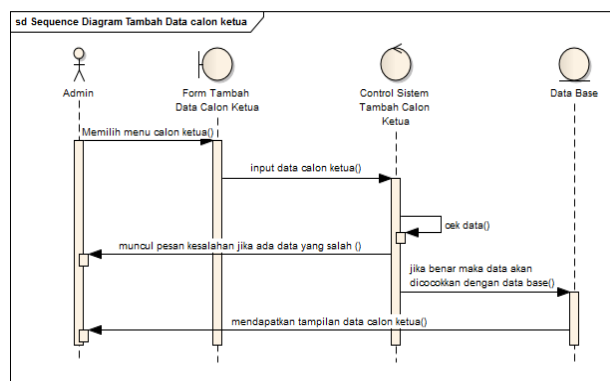 sd Sequence Diagram Tambah Data calon ketua
Admin
Form Tambah
Data Calon Ketua
Control Sistem
Tambah Calon
Ketua
Data Base
Memilih menu calon ketua()
input data calon ketua()
cek data()
muncul pesan kesalahan jika ada data yang salah ()
jika benar maka data akan
dicocokkan dengan data base()
mendapatkan tampilan data calon ketua()